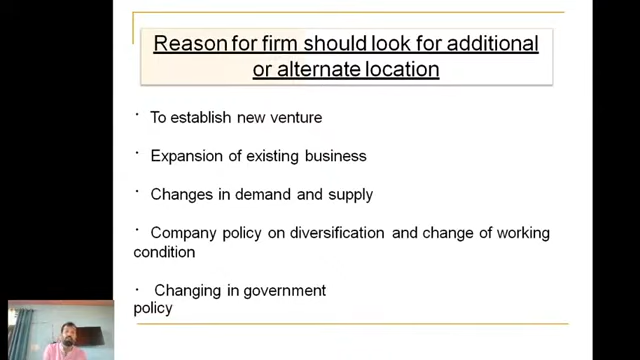 Reason for firm should look for additional
or alternate location
· To establish new venture
· Expansion of existing business
· Changes in demand and supply
· Company policy on diversification and change of working
condition
· Changing in government
policy